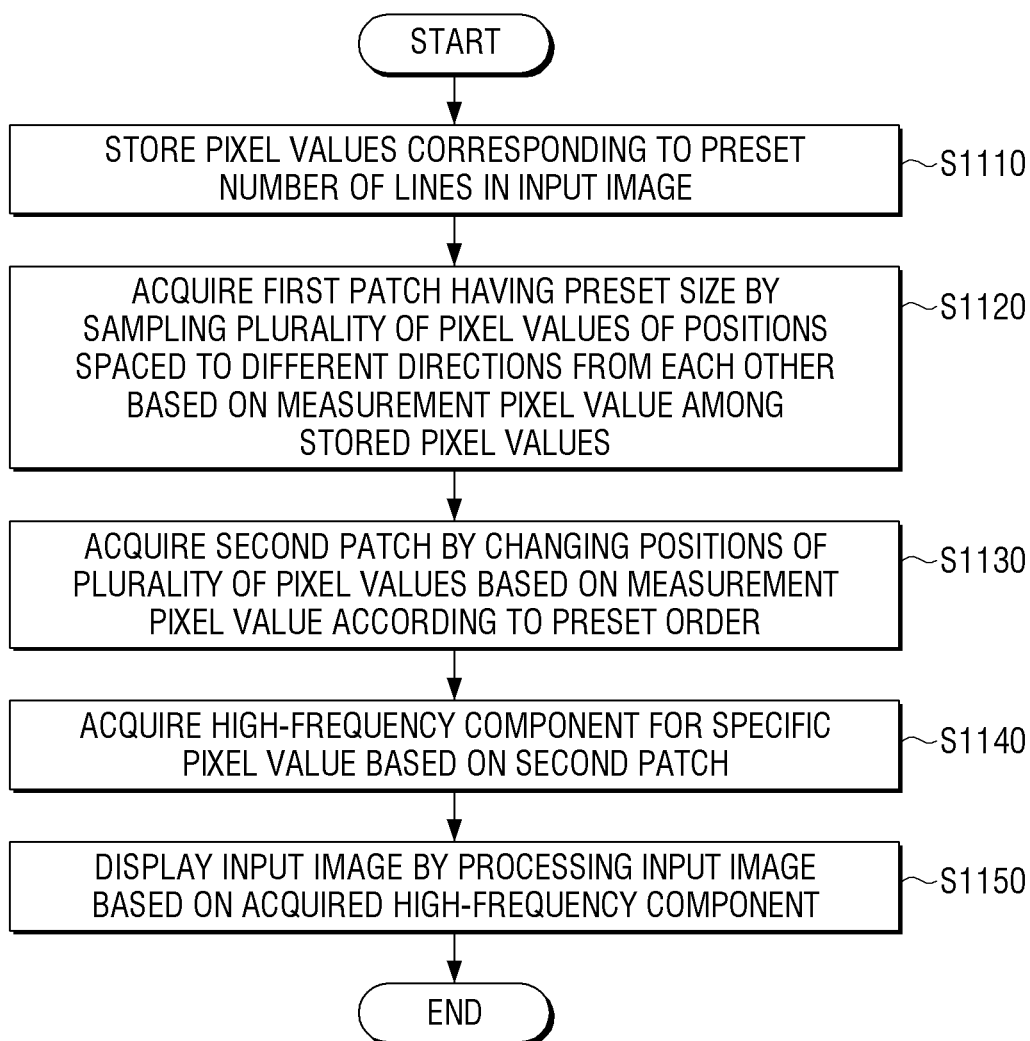 START
STORE PIXEL VALUES CORRESPONDING TO PRESET
NUMBER OF LINES IN INPUT IMAGE
S1110
ACQUIRE FIRST PATCH HAVING PRESET SIZE BY
SAMPLING PLURALITY OF PIXEL VALUES OF POSITIONS
SPACED TO DIFFERENT DIRECTIONS FROM EACH OTHER
BASED ON MEASUREMENT PIXEL VALUE AMONG
STORED PIXEL VALUES
S1120
ACQUIRE SECOND PATCH BY CHANGING POSITIONS OF
PLURALITY OF PIXEL VALUES BASED ON MEASUREMENT
PIXEL VALUE ACCORDING TO PRESET ORDER
S1130
ACQUIRE HIGH-FREQUENCY COMPONENT FOR SPECIFIC
PIXEL VALUE BASED ON SECOND PATCH
S1140
DISPLAY INPUT IMAGE BY PROCESSING INPUT IMAGE
BASED ON ACQUIRED HIGH-FREQUENCY COMPONENT
S1150
END